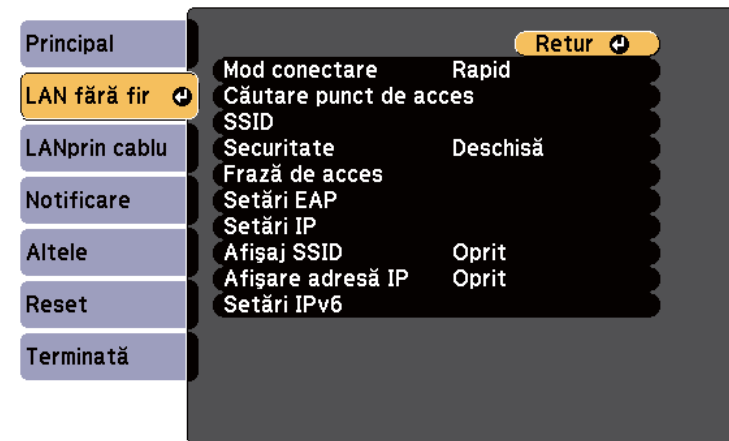 Principal
LAN fără fir
LANprin cablu
Notificare
Altele
Reset
Terminată
Retur
Mod conectare Rapid
Căutare punct de acces
SSID
Securitate Deschisă
Frază de acces
Setări EAP
Setări IP
Afişaj SSID Oprit
Afişare adresă IP Oprit
Setări IPv6